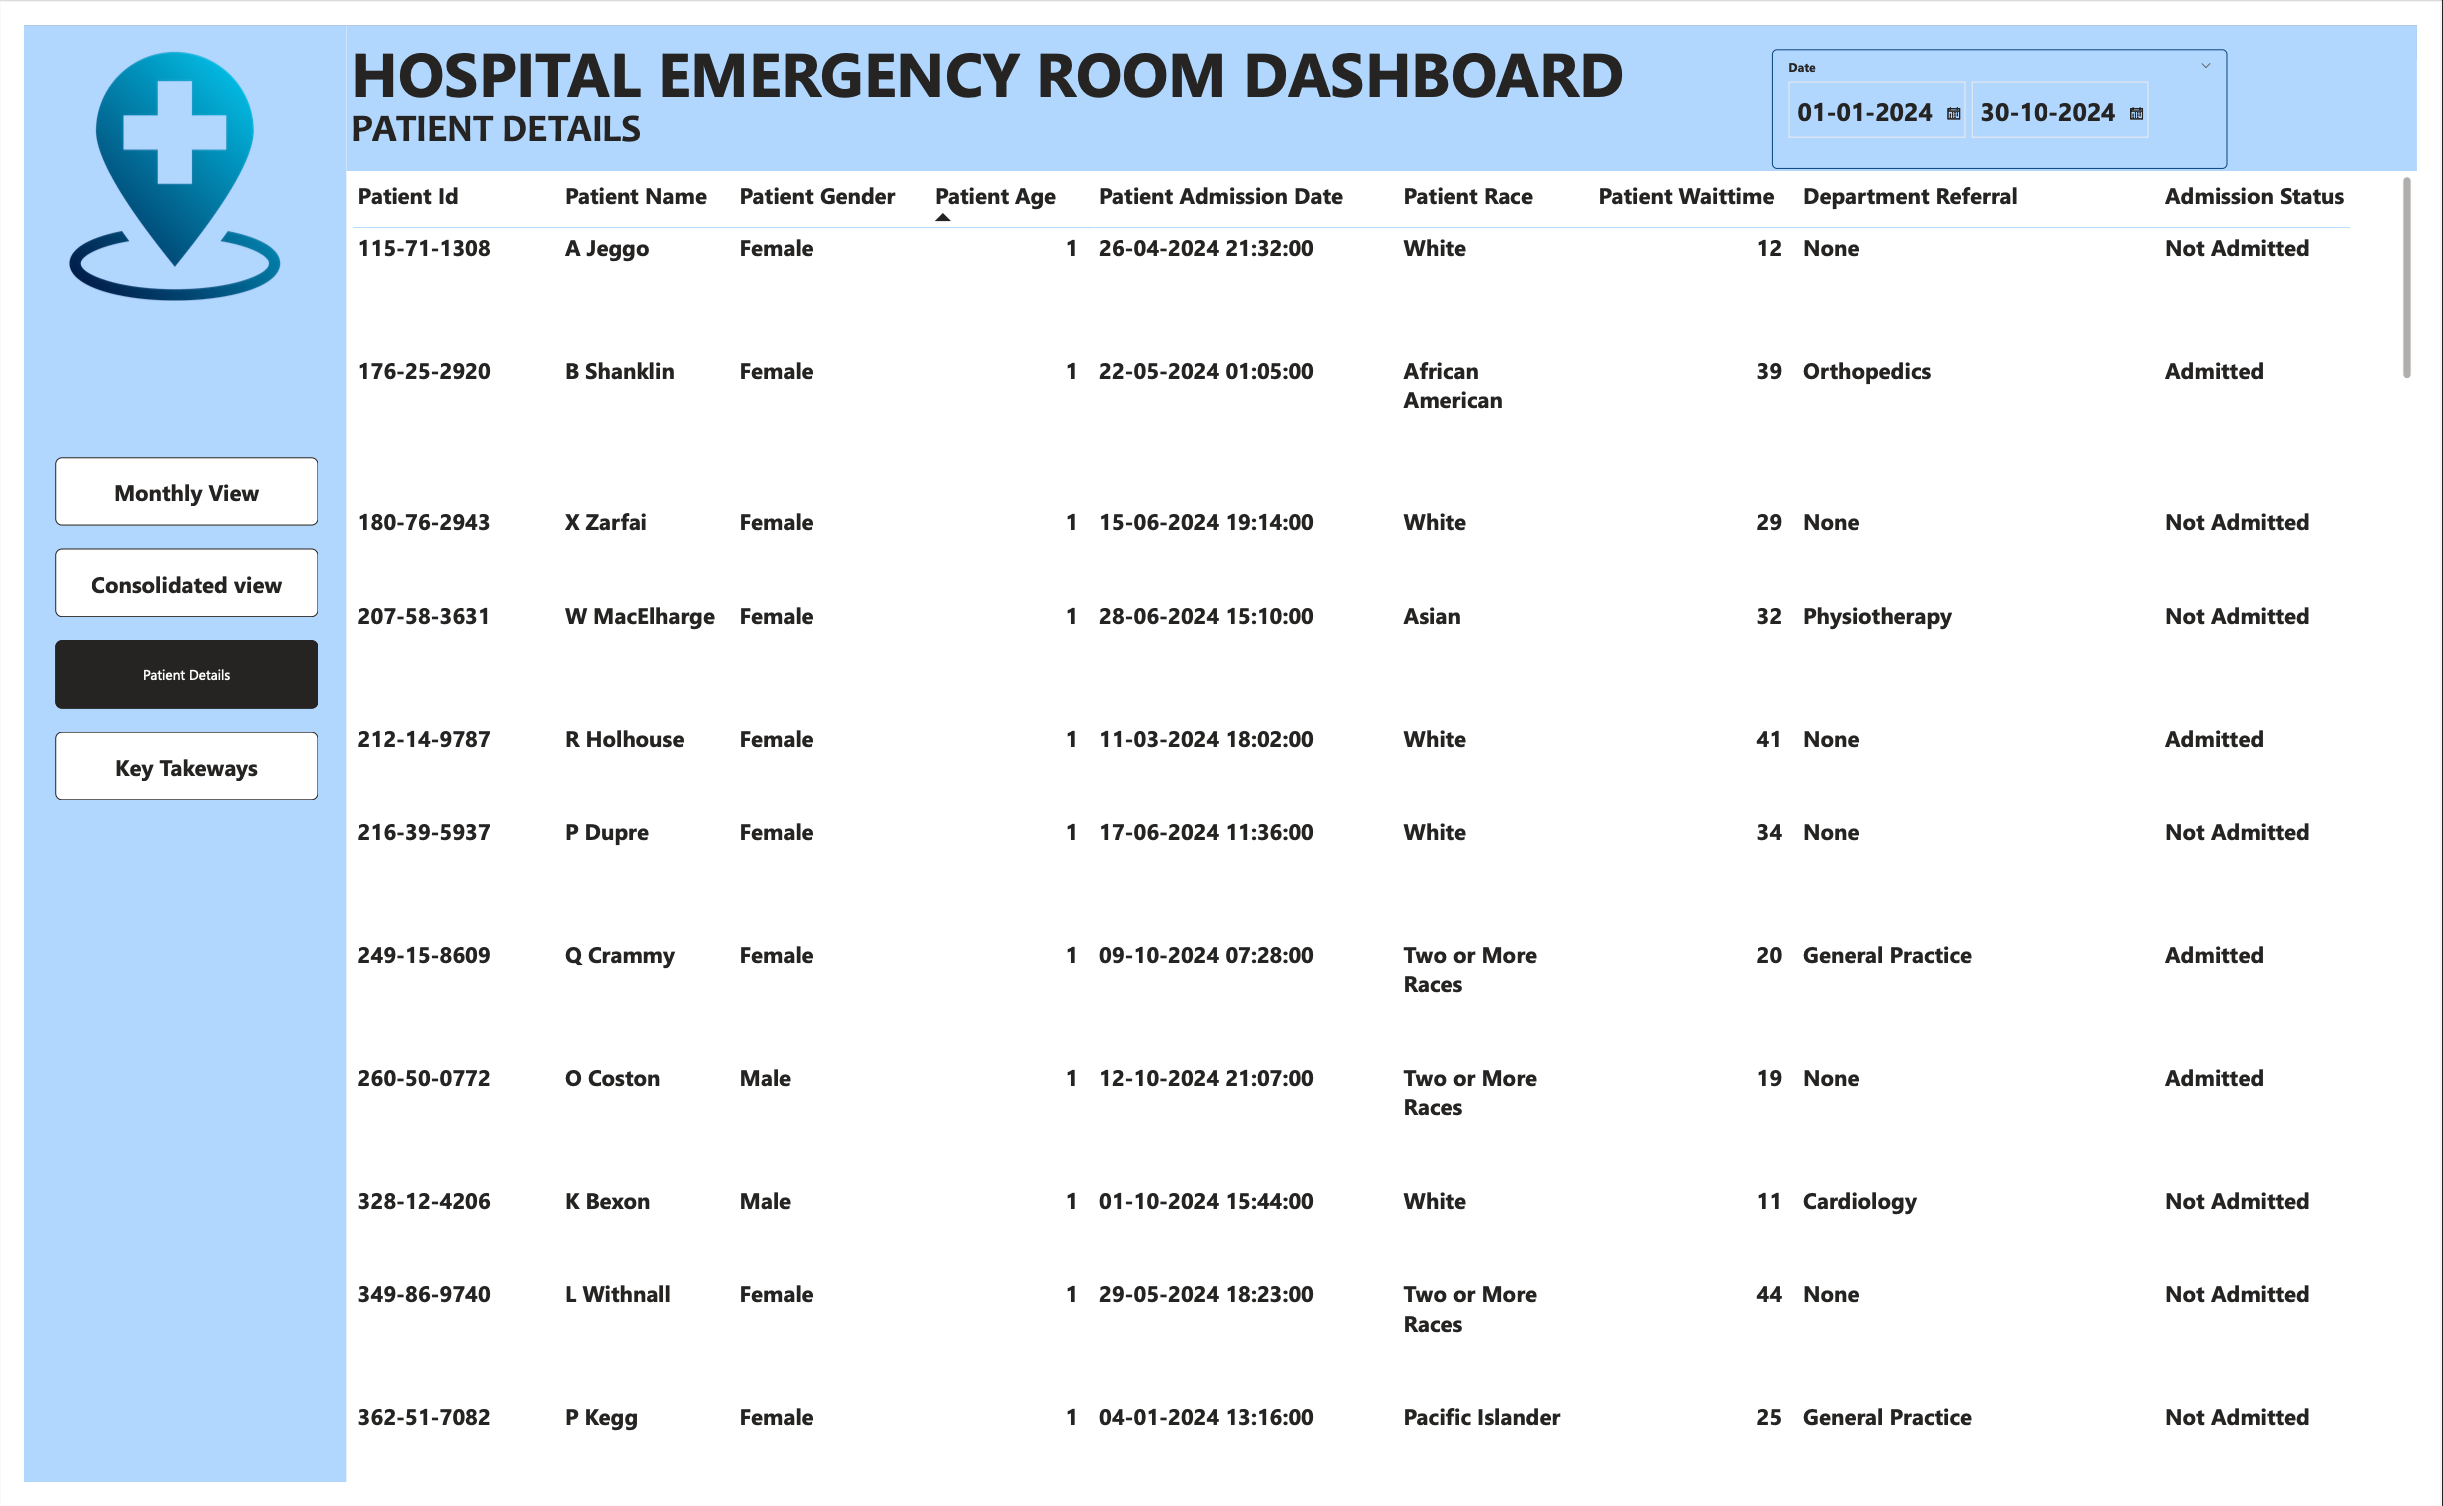 HOSPITAL EMERGENCY ROOM DASHBOARD
PATIENT DETAILS
Date
01-01-2024 30-10-2024
Monthly View
Consolidated view
Patient Details
Key Takeways
Patient Id Patient Name Patient Gender Patient Age Patient Admission Date Patient Race Patient Waittime Department Referral Admission Status
115-71-1308 A Jeggo Female 1 26-04-2024 21:32:00 White 12 None Not Admitted
176-25-2920 B Shanklin Female 1 22-05-2024 01:05:00 African 39 Orthopedics Admitted
American
180-76-2943 X Zarfai Female 1 15-06-2024 19:14:00 White 29 None Not Admitted
207-58-3631 W MacElharge Female 1 28-06-2024 15:10:00 Asian 32 Physiotherapy Not Admitted
212-14-9787 R Holhouse Female 1 11-03-2024 18:02:00 White 41 None Admitted
216-39-5937 P Dupre Female 1 17-06-2024 11:36:00 White 34 None Not Admitted
249-15-8609 Q Crammy Female 1 09-10-2024 07:28:00 Two or More 20 General Practice Admitted
Races
260-50-0772 O Coston Male 1 12-10-2024 21:07:00 Two or More 19 None Admitted
Races
328-12-4206 K Bexon Male 1 01-10-2024 15:44:00 White 11 Cardiology Not Admitted
349-86-9740 L Withnall Female 1 29-05-2024 18:23:00 Two or More 44 None Not Admitted
Races
362-51-7082 P Kegg Female 1 04-01-2024 13:16:00 Pacific Islander 25 General Practice Not Admitted